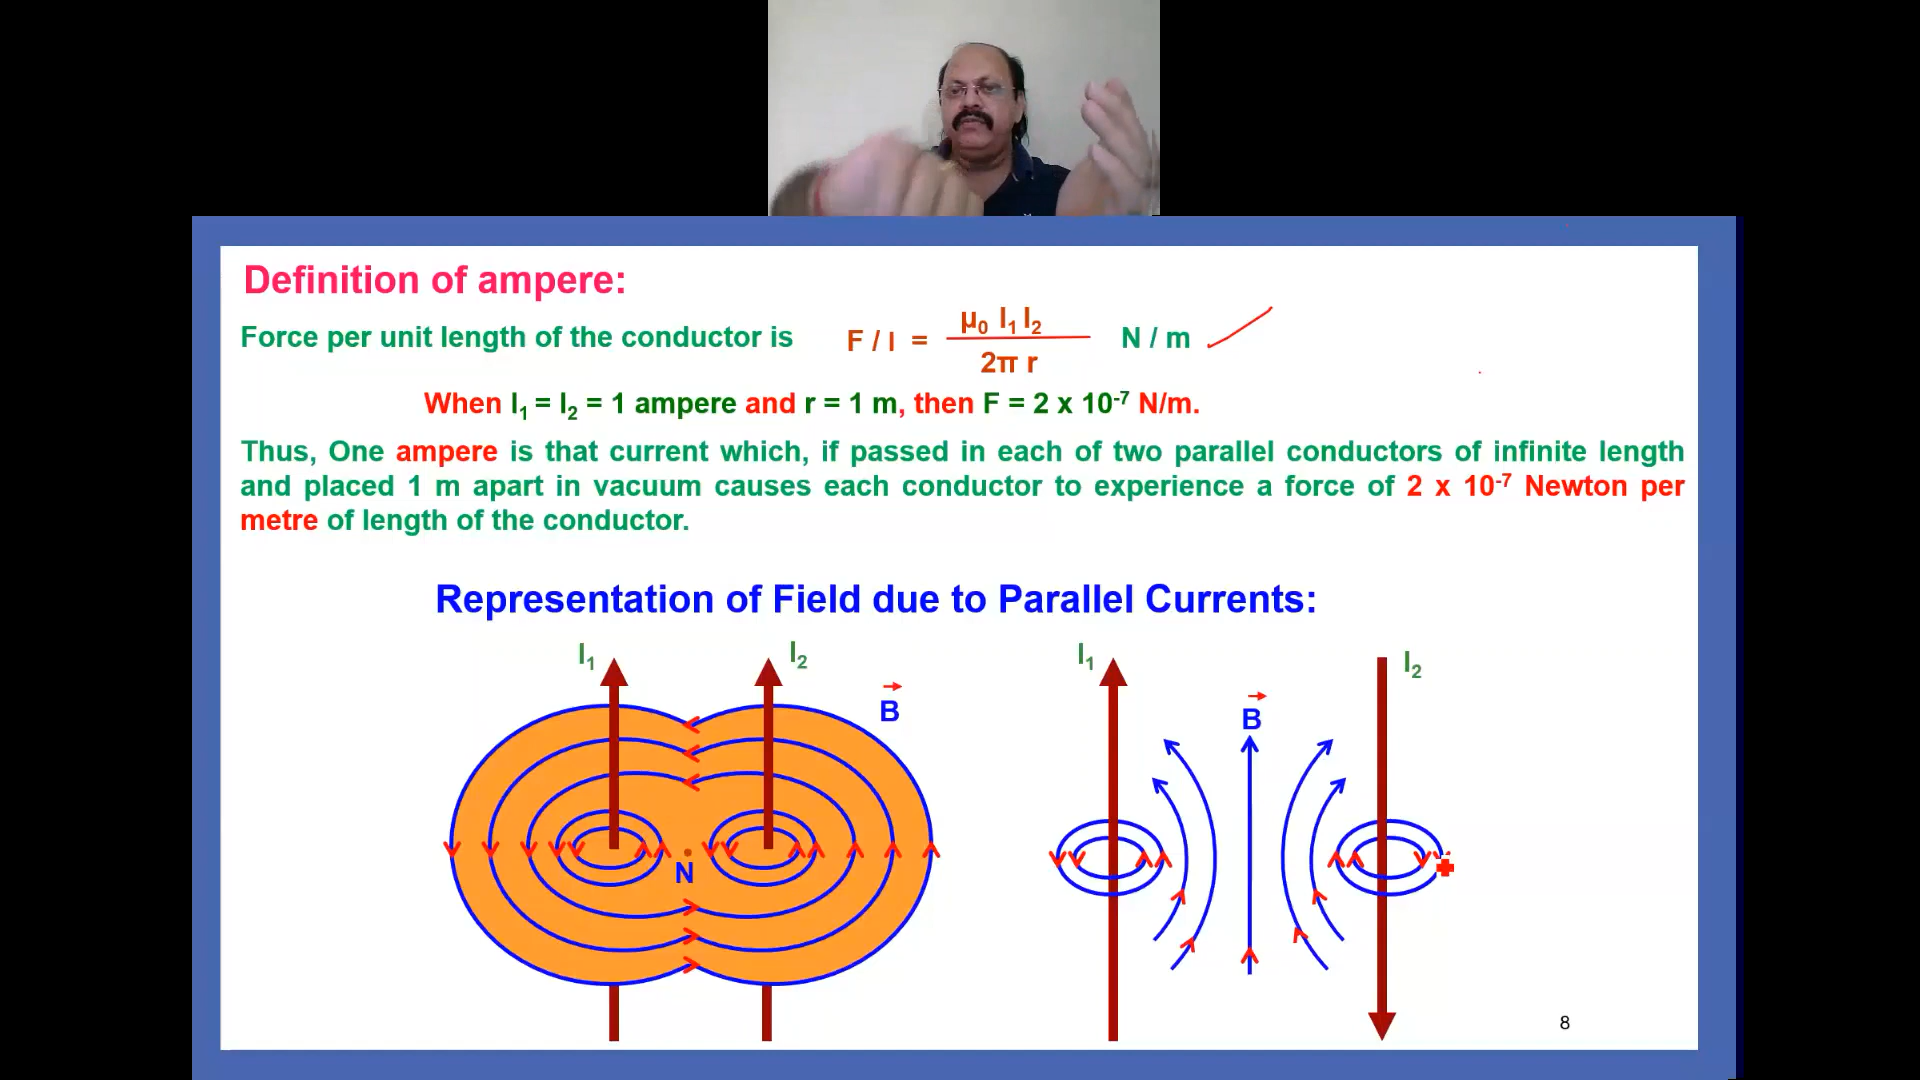 Definition of ampere:
Force per unit length of the conductor is F / l = μ₀ I₁ I₂ / 2π r N / m
When I₁ = I₂ = 1 ampere and r = 1 m, then F = 2 x 10⁻⁷ N/m.
Thus, One ampere is that current which, if passed in each of two parallel conductors of infinite length
and placed 1 m apart in vacuum causes each conductor to experience a force of 2 x 10⁻⁷ Newton per
metre of length of the conductor.
Representation of Field due to Parallel Currents:
I₁ I₂ I₁ I₂
B B
N
8